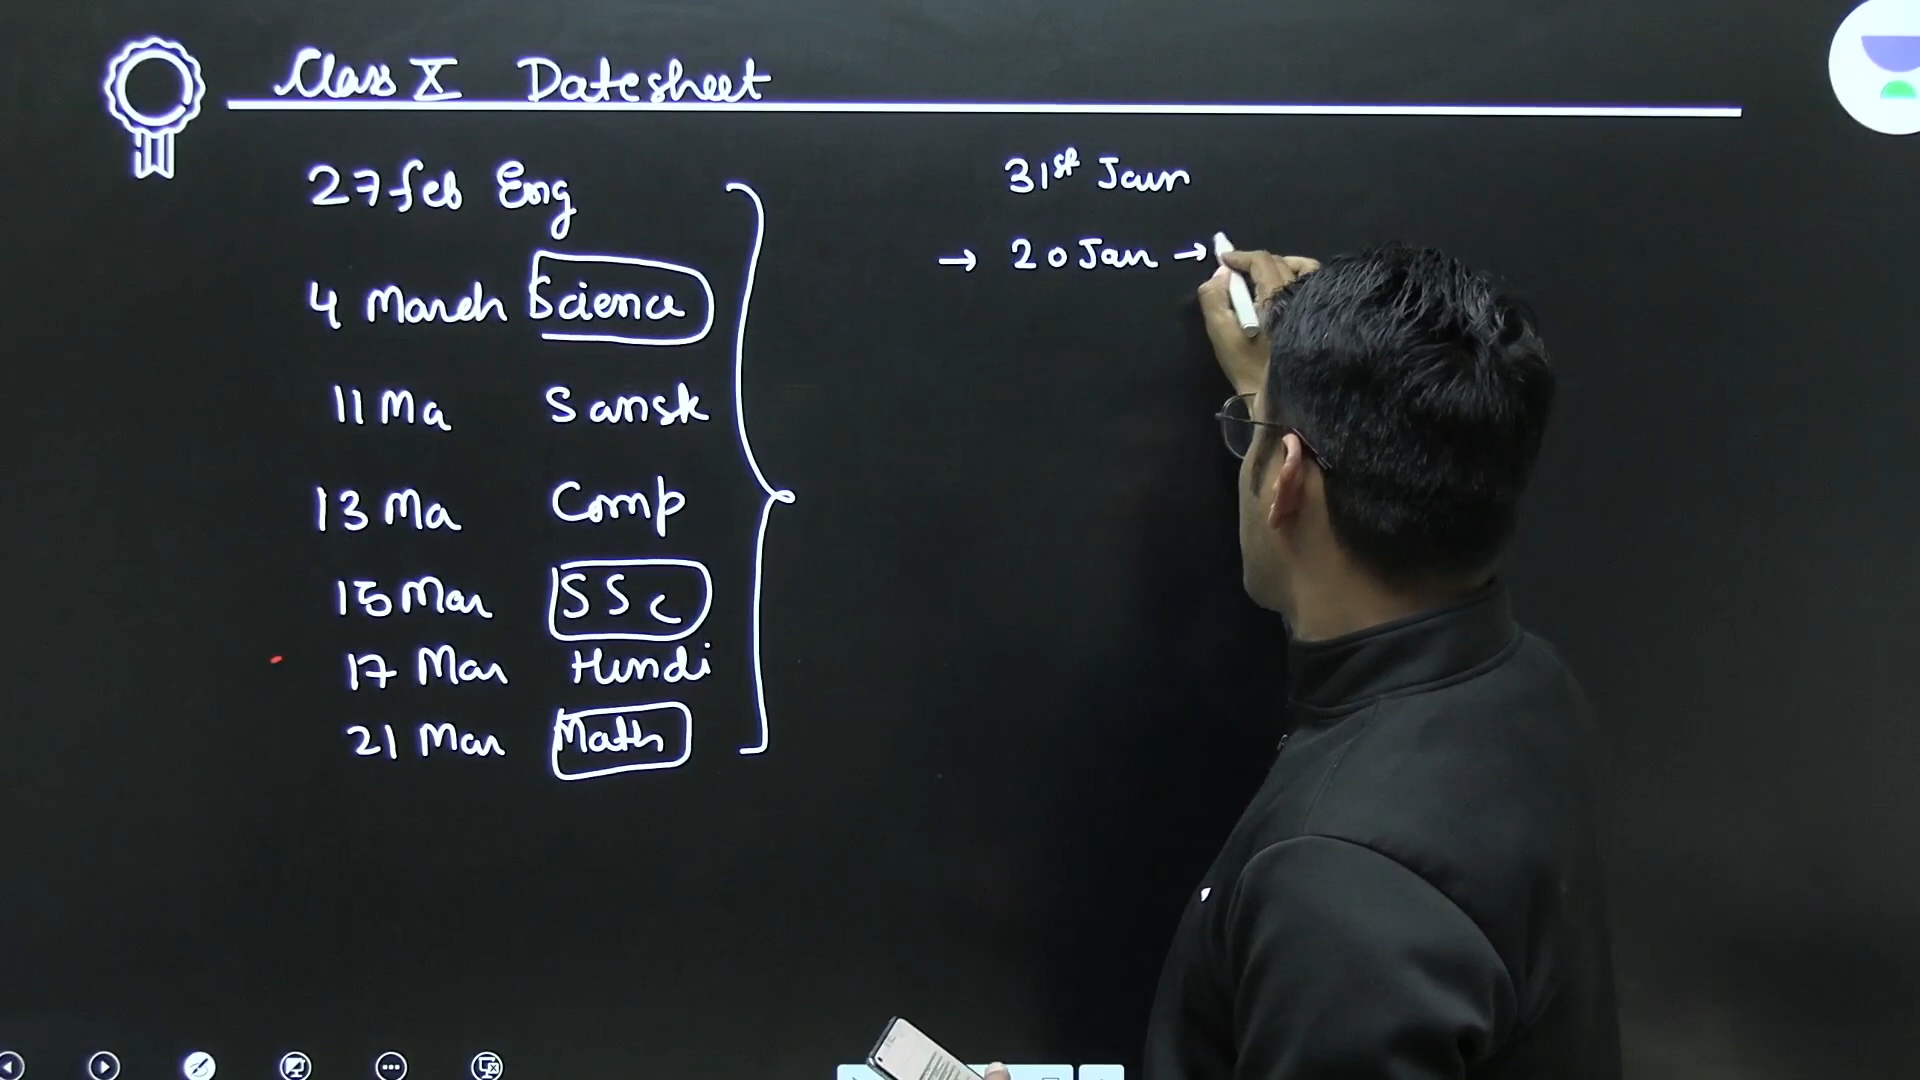 Class X Datesheet
27 feb Eng
4 March Science
11 Ma Sansk
13 Ma Comp
15 Mar SSc
17 Mar Hindi
21 Mar Math
31st Jan
→ 20 Jan →